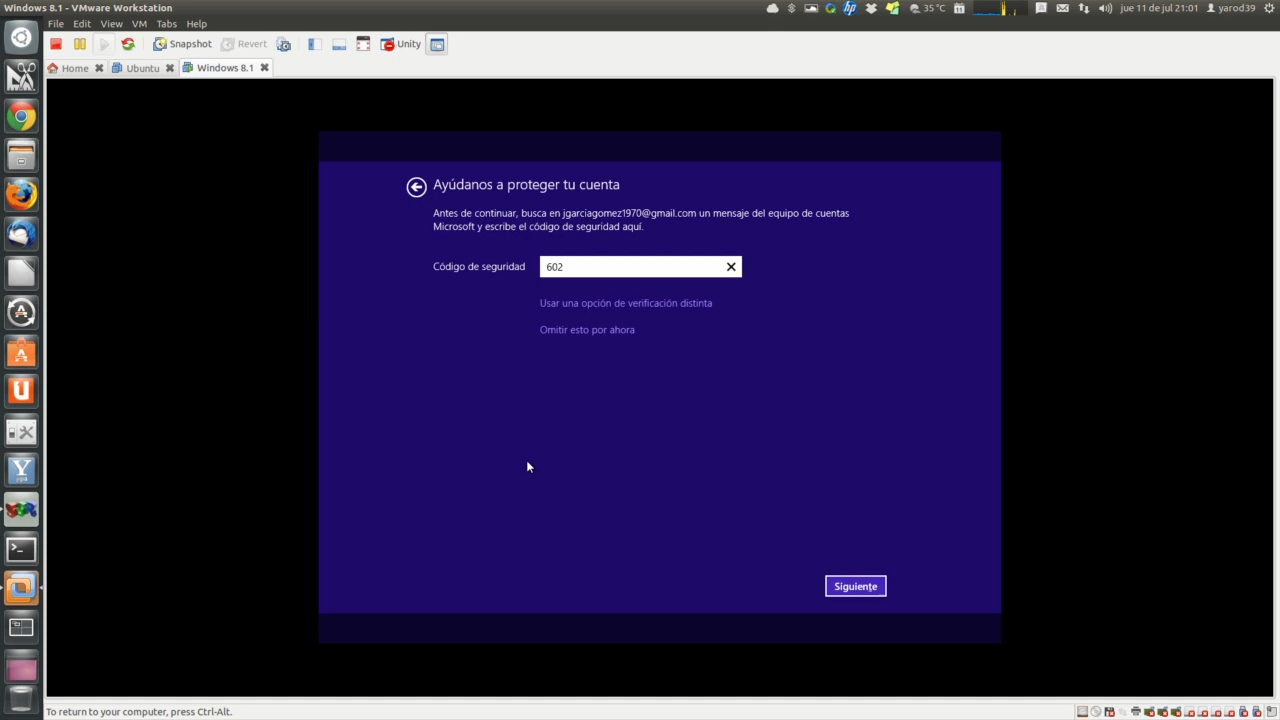 Windows 8.1 - VMware Workstation
35°C
jue 11 de jul 21:01
yarod39
File Edit View VM Tabs Help
Snapshot Revert Unity
Home Ubuntu Windows 8.1
Ayúdanos a proteger tu cuenta
Antes de continuar, busca en jgarciagomez1970@gmail.com un mensaje del equipo de cuentas
Microsoft y escribe el código de seguridad aquí.
Código de seguridad 602
Usar una opción de verificación distinta
Omitir esto por ahora
Siguiente
To return to your computer, press Ctrl-Alt.